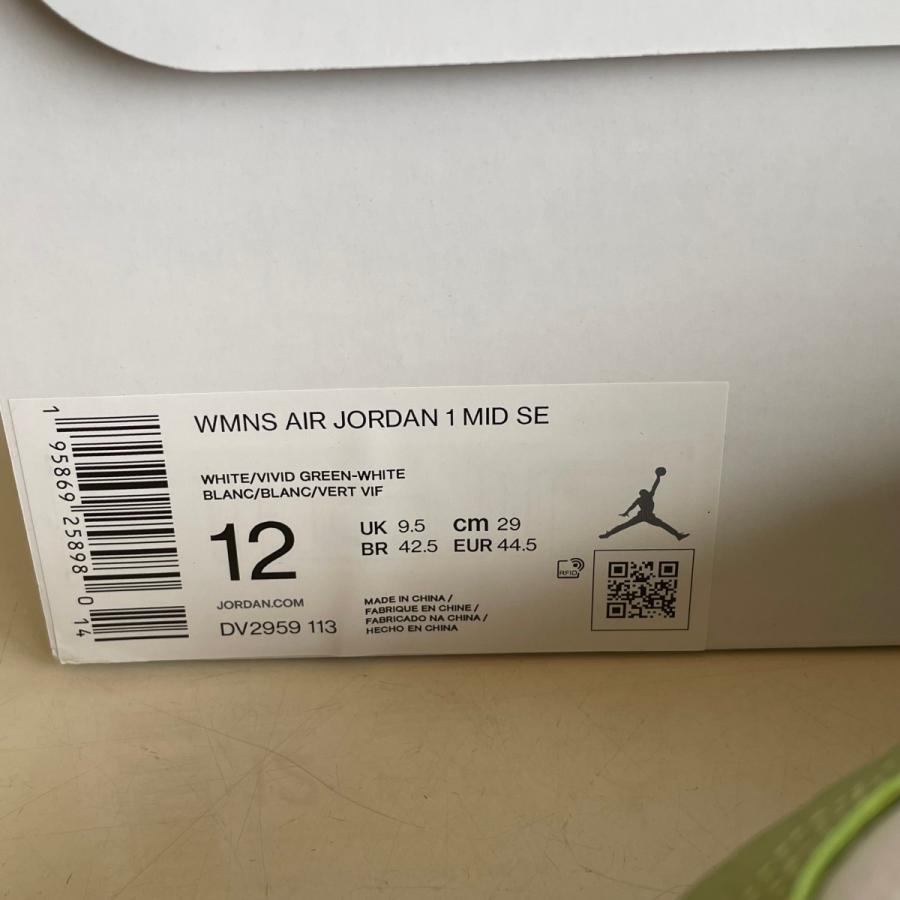 WMNS AIR JORDAN 1 MID SE
WHITE/VIVID GREEN-WHITE
BLANC/BLANC/VERT VIF
12
UK 9.5 cm 29
BR 42.5 EUR 44.5
JORDAN.COM
DV2959 113
MADE IN CHINA /
FABRIQUE EN CHINE /
FABRICADO NA CHINA /
HECHO EN CHINA
RFID
1 95869 25898 0 14